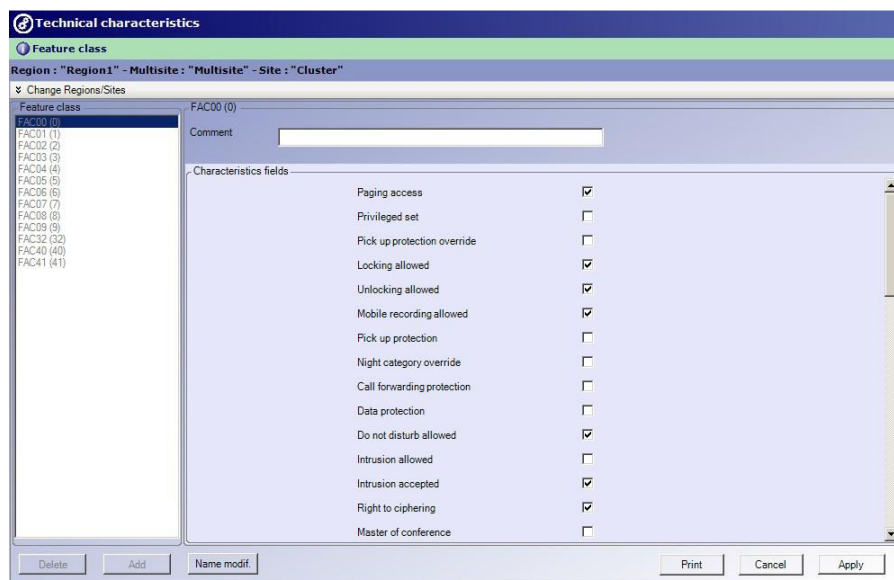 Technical characteristics
Feature class
Region : "Region1" - Multisite : "Multisite" - Site : "Cluster"
Change Regions/Sites
Feature class
FAC00 (0)
FAC01 (1)
FAC02 (2)
FAC03 (3)
FAC04 (4)
FAC05 (5)
FAC06 (6)
FAC07 (7)
FAC08 (8)
FAC09 (9)
FAC32 (32)
FAC40 (40)
FAC41 (41)
FAC00 (0)
Comment
Characteristics fields
Paging access
Privileged set
Pick up protection override
Locking allowed
Unlocking allowed
Mobile recording allowed
Pick up protection
Night category override
Call forwarding protection
Data protection
Do not disturb allowed
Intrusion allowed
Intrusion accepted
Right to ciphering
Master of conference
Delete
Add
Name modif.
Print
Cancel
Apply